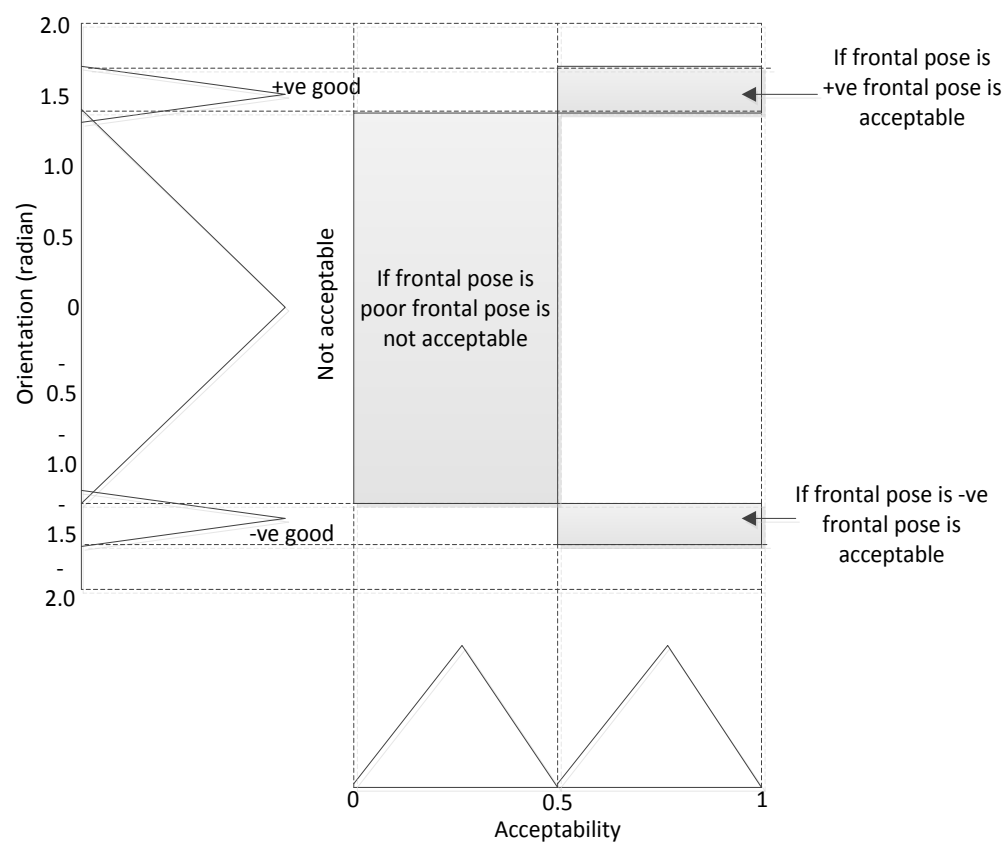 2.0
1.5
1.0
0.5
0
-
0.5
-
1.0
-
1.5
-
2.0
Orientation (radian)
+ve good
-ve good
Not acceptable
If frontal pose is
poor frontal pose is
not acceptable
If frontal pose is
+ve frontal pose is
acceptable
If frontal pose is -ve
frontal pose is
acceptable
0
0.5
1
Acceptability